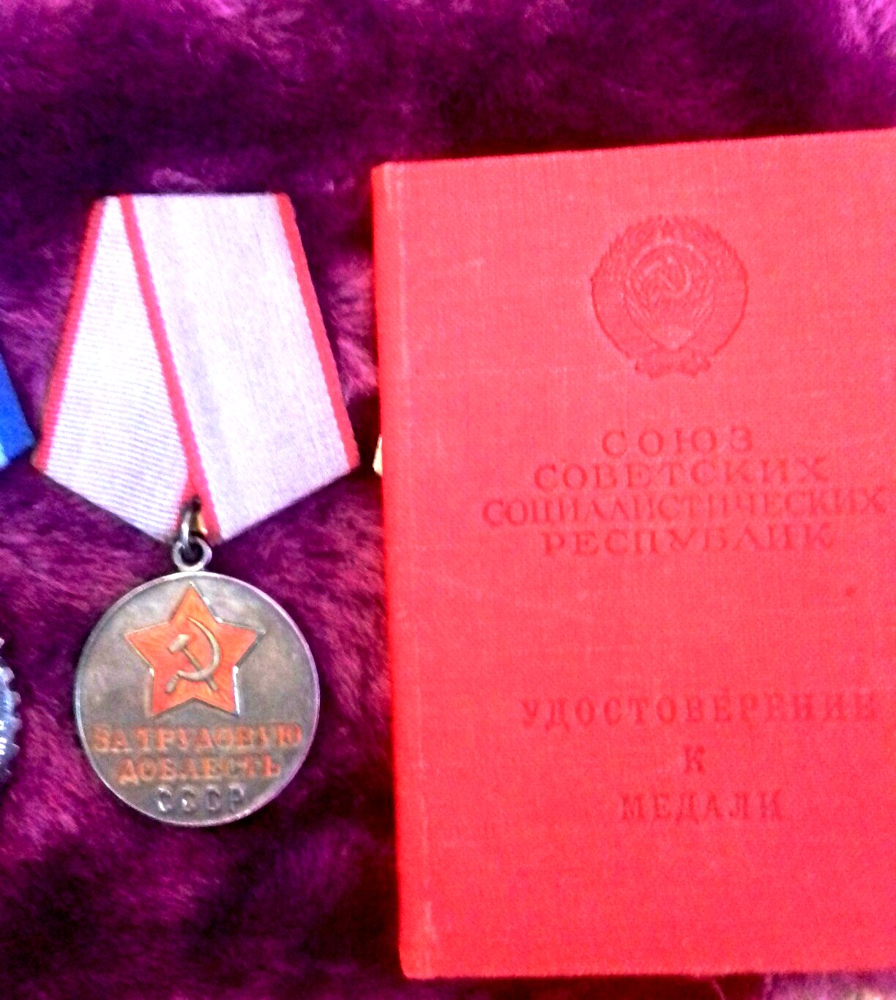 ЗА ТРУДОВУЮ
ДОБЛЕСТЬ
СССР
СОЮЗ
СОВЕТСКИХ
СОЦИАЛИСТИЧЕСКИХ
РЕСПУБЛИК
УДОСТОВЕРЕНИЕ
К
МЕДАЛИ